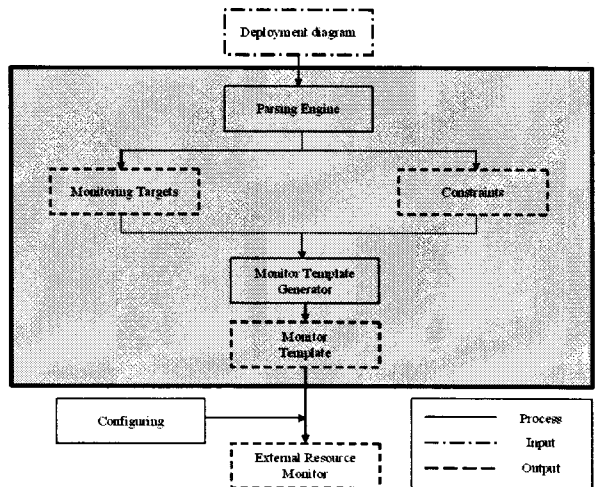 Deployment diagram
Parsing Engine
Monitoring Targets
Constraints
Monitor Template
Generator
Monitor
Template
Configuring
External Resource
Monitor
Process
Input
Output